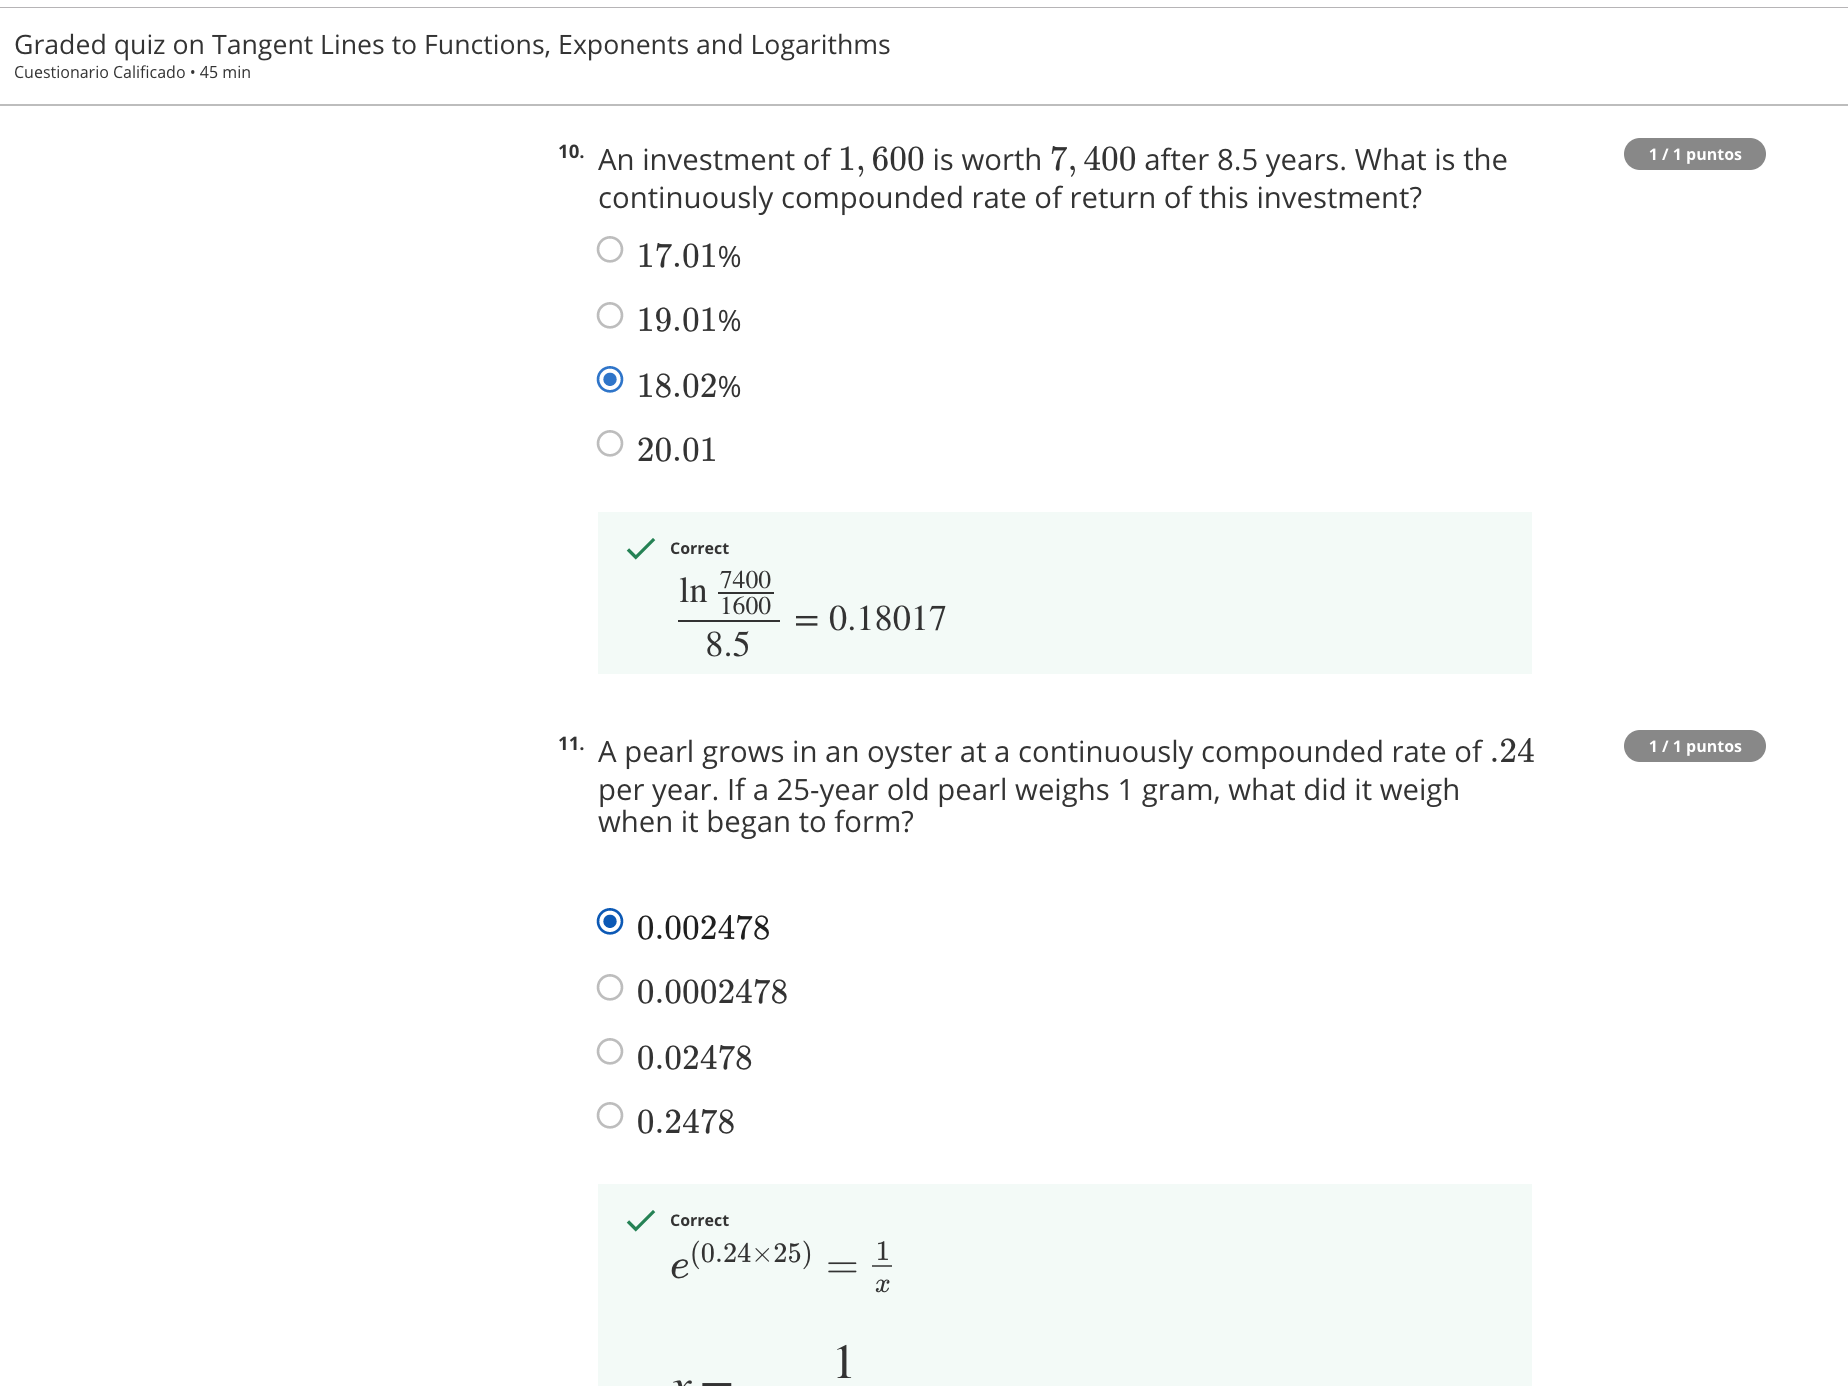 Graded quiz on Tangent Lines to Functions, Exponents and Logarithms
Cuestionario Calificado • 45 min
10. An investment of 1, 600 is worth 7, 400 after 8.5 years. What is the
continuously compounded rate of return of this investment?
1 / 1 puntos
17.01%
19.01%
18.02%
20.01
Correct
ln 7400/1600 / 8.5 = 0.18017
11. A pearl grows in an oyster at a continuously compounded rate of .24
per year. If a 25-year old pearl weighs 1 gram, what did it weigh
when it began to form?
1 / 1 puntos
0.002478
0.0002478
0.02478
0.2478
Correct
e^(0.24×25) = 1/x
1